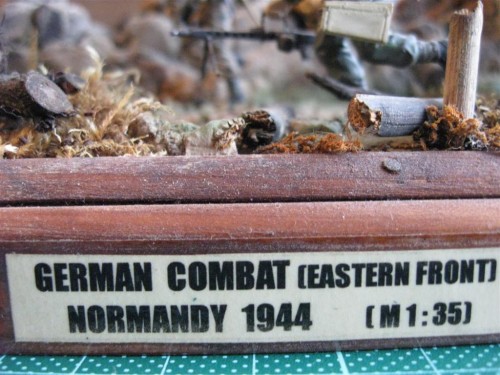 GERMAN COMBAT (EASTERN FRONT)
NORMANDY 1944 (M 1:35)